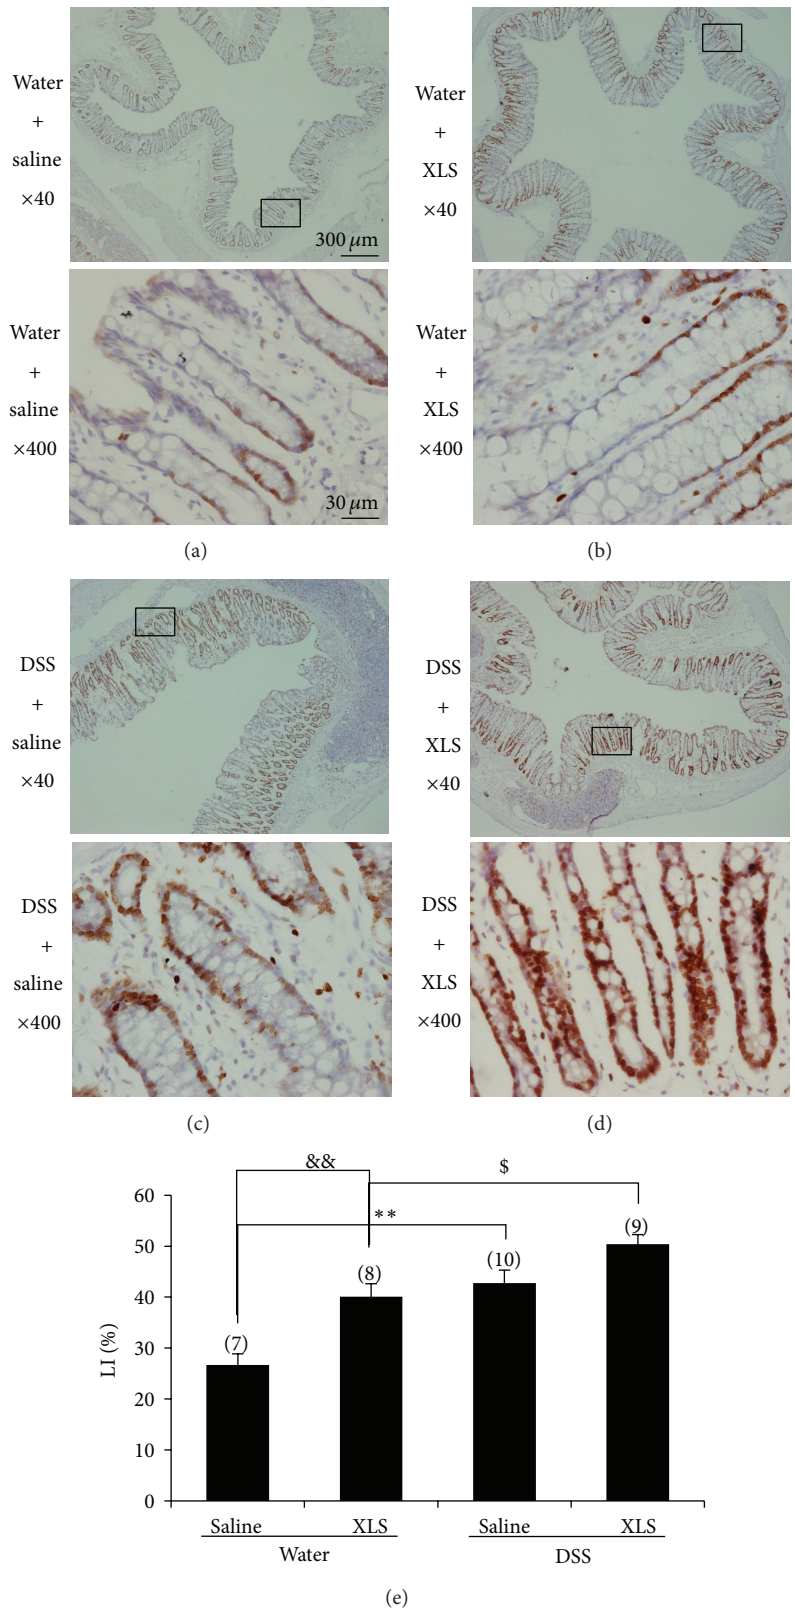 Water
+
saline
×40
300 μm
Water
+
XLS
×40
Water
+
saline
×400
30 μm
Water
+
XLS
×400
(a)
(b)
DSS
+
saline
×40
DSS
+
XLS
×40
DSS
+
saline
×400
DSS
+
XLS
×400
(c)
(d)
&&
$
**
60
50
40
30
20
10
0
LI (%)
(7)
(8)
(10)
(9)
Saline
XLS
Saline
XLS
Water
DSS
(e)